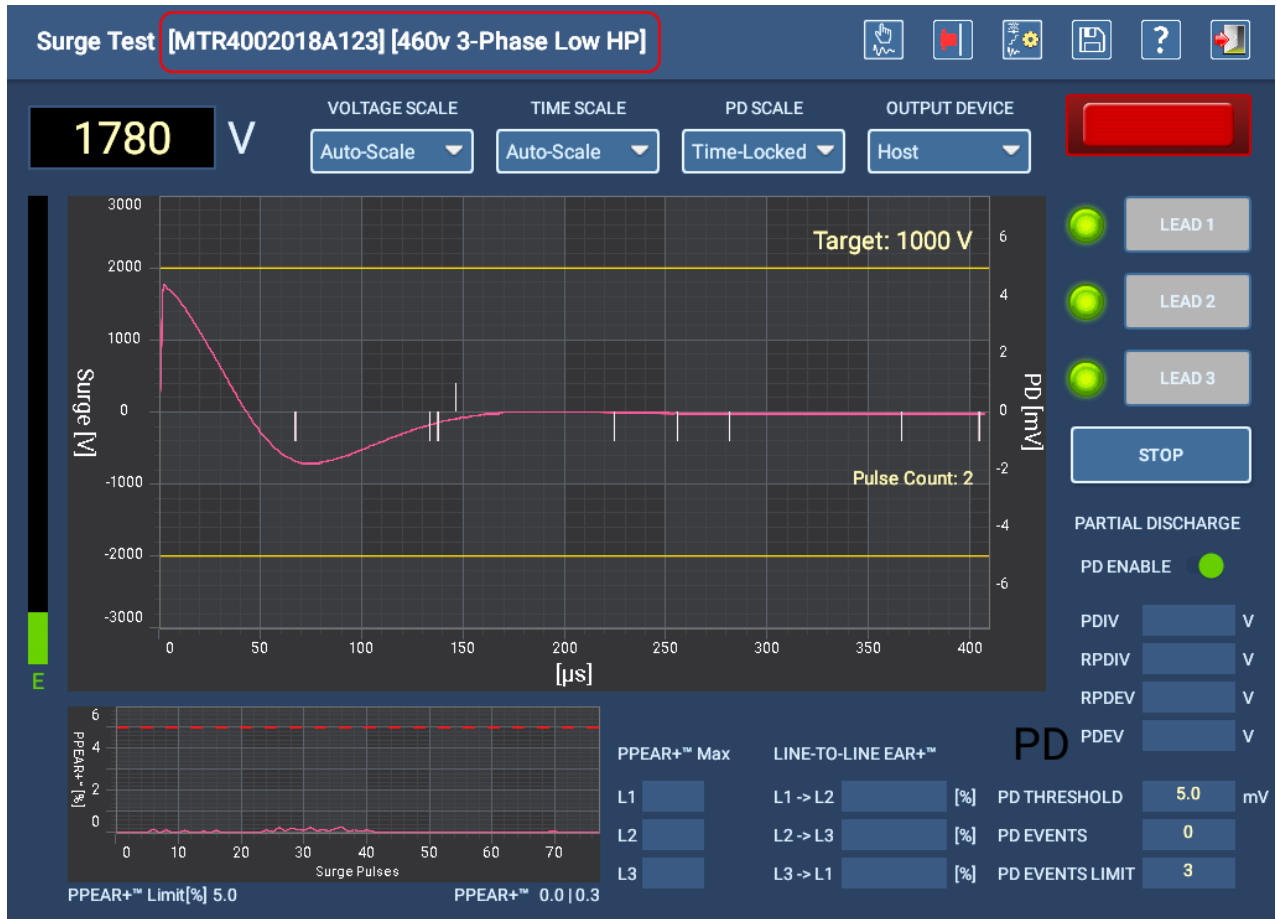 Surge Test [MTR4002018A123] [460v 3-Phase Low HP]
?
1780 V
VOLTAGE SCALE
Auto-Scale
TIME SCALE
Auto-Scale
PD SCALE
Time-Locked
OUTPUT DEVICE
Host
3000
2000
1000
0
-1000
-2000
-3000
Surge [V]
Target: 1000 V
Pulse Count: 2
6
4
2
0
-2
-4
-6
PD [mV]
0 50 100 150 200 250 300 350 400
[µs]
E
LEAD 1
LEAD 2
LEAD 3
STOP
PARTIAL DISCHARGE
PD ENABLE
PDIV V
RPDIV V
RPDEV V
PD
PDEV V
PD THRESHOLD 5.0 mV
PD EVENTS 0
PD EVENTS LIMIT 3
6
4
2
0
PPEAR+™ [%]
0 10 20 30 40 50 60 70
Surge Pulses
PPEAR+™ Limit[%] 5.0
PPEAR+™ 0.0|0.3
PPEAR+™ Max
L1
L2
L3
LINE-TO-LINE EAR+™
L1 -> L2 [%]
L2 -> L3 [%]
L3 -> L1 [%]